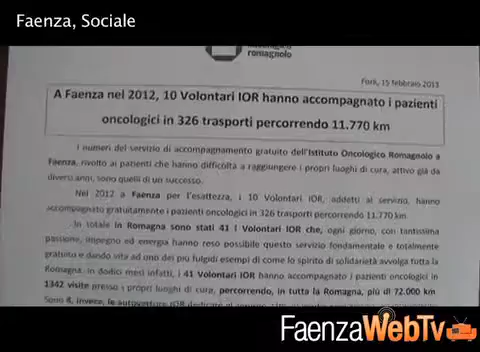 Faenza, Sociale
romagnolo
Forlì, 15 febbraio 2013
A Faenza nel 2012, 10 Volontari IOR hanno accompagnato i pazienti
oncologici in 326 trasporti percorrendo 11.770 km
I numeri del servizio di accompagnamento gratuito dell'Istituto Oncologico Romagnolo a
Faenza, rivolto ai pazienti che hanno difficoltà a raggiungere i propri luoghi di cura, attivo già da
diversi anni, sono quelli di un successo.
Nel 2012 a Faenza per l'esattezza, i 10 Volontari IOR, addetti al servizio, hanno
accompagnato gratuitamente i pazienti oncologici in 326 trasporti percorrendo 11.770 km.
In totale in Romagna sono stati 41 i Volontari IOR che, ogni giorno, con tantissima
passione, impegno ed energia hanno reso possibile questo servizio fondamentale e totalmente
gratuito e dando vita ad uno dei più fulgidi esempi di come lo spirito di solidarietà avvolga tutta la
Romagna. In dodici mesi infatti, i 41 Volontari IOR hanno accompagnato i pazienti oncologici in
1342 visite presso i propri luoghi di cura, percorrendo, in tutta la Romagna, più di 72.000 km.
Sono 8, invece, le autovetture IOR dedicate al
FaenzaWebTv